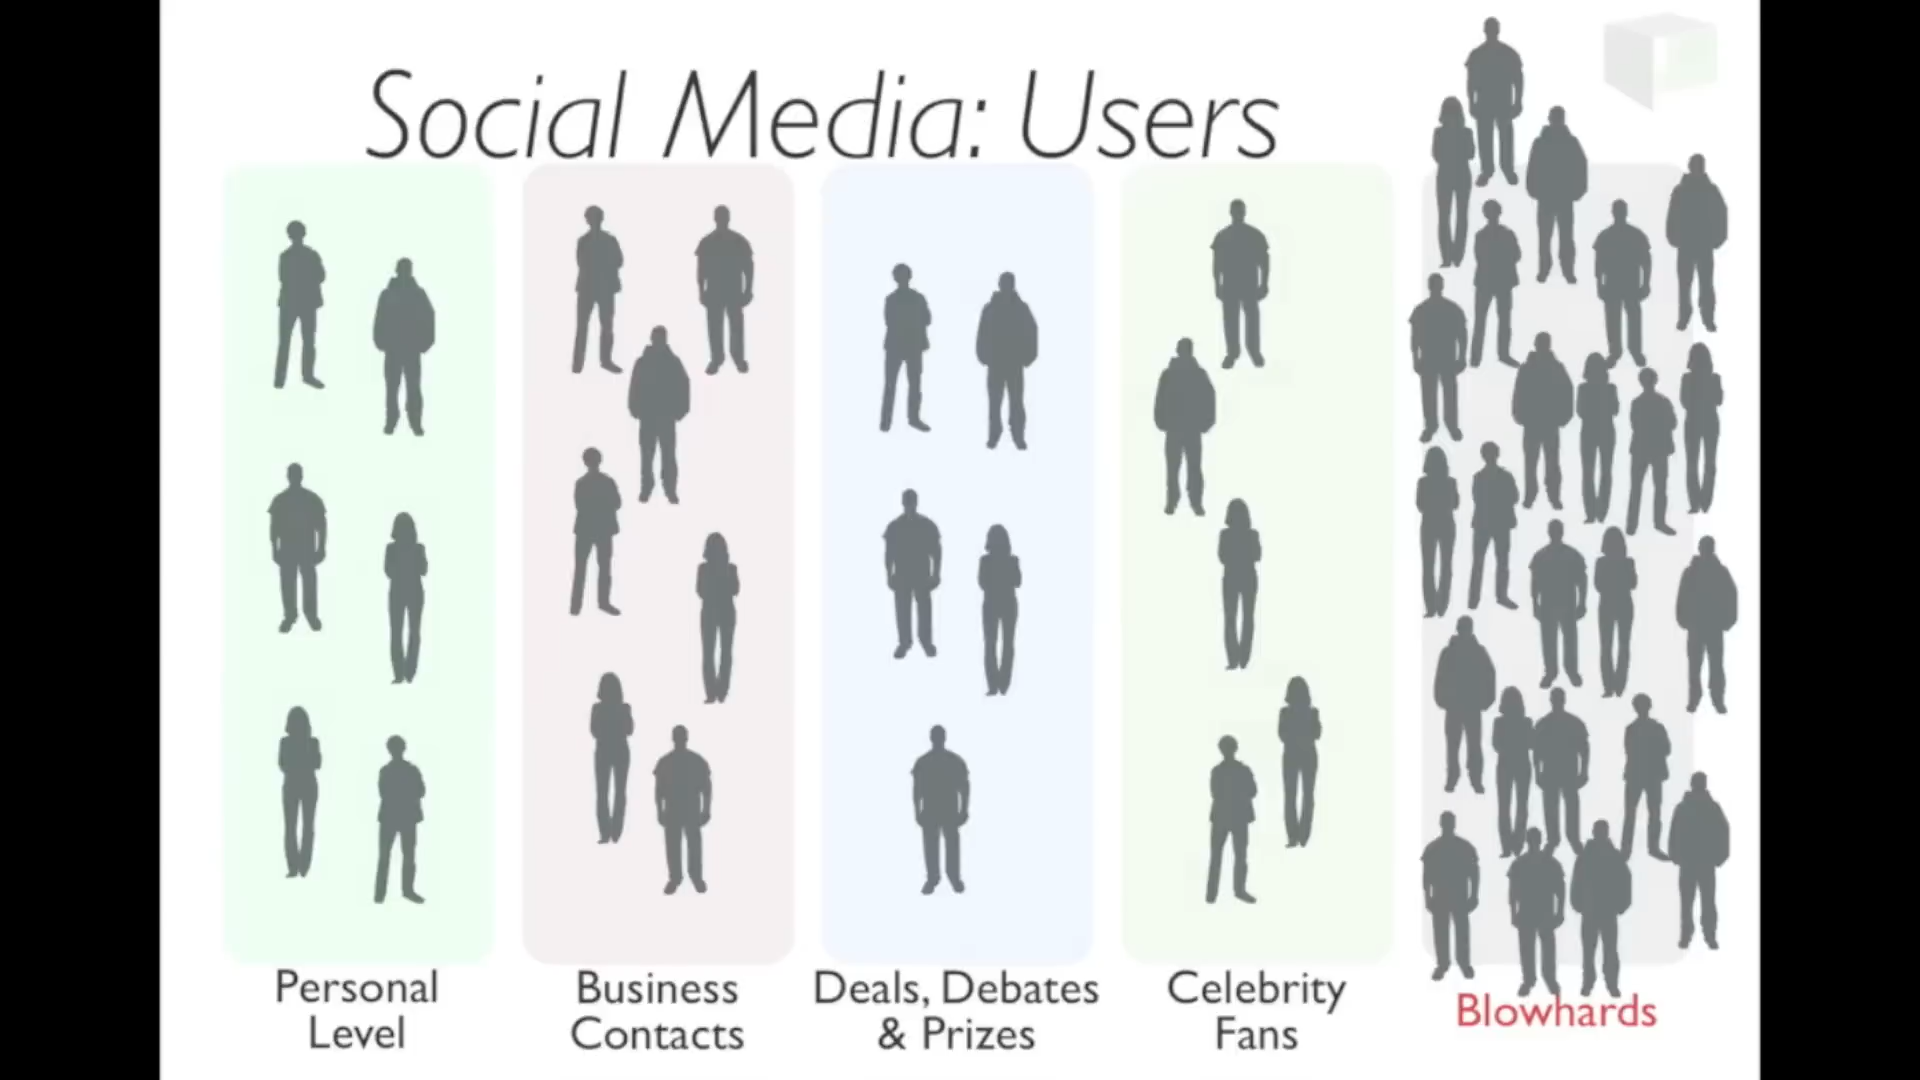 Social Media: Users
Personal
Level
Business
Contacts
Deals, Debates
& Prizes
Celebrity
Fans
Blowhards